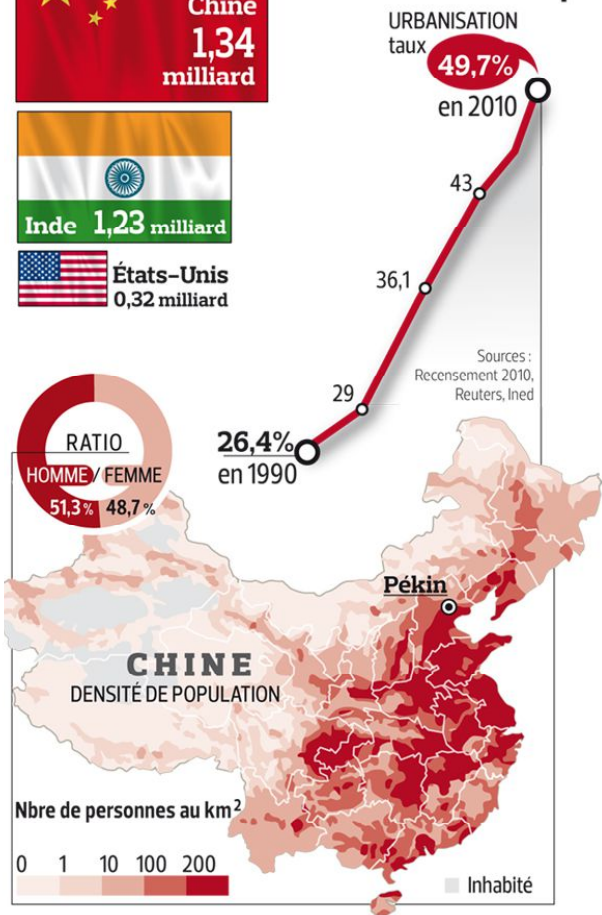 Chine
1,34
milliard
URBANISATION
taux
49,7%
en 2010
Inde 1,23 milliard
États-Unis
0,32 milliard
43
36,1
29
26,4%
en 1990
Sources :
Recensement 2010,
Reuters, Ined
RATIO
HOMME / FEMME
51,3% 48,7%
Pékin
CHINE
DENSITÉ DE POPULATION
Nbre de personnes au km²
0 1 10 100 200
Inhabité